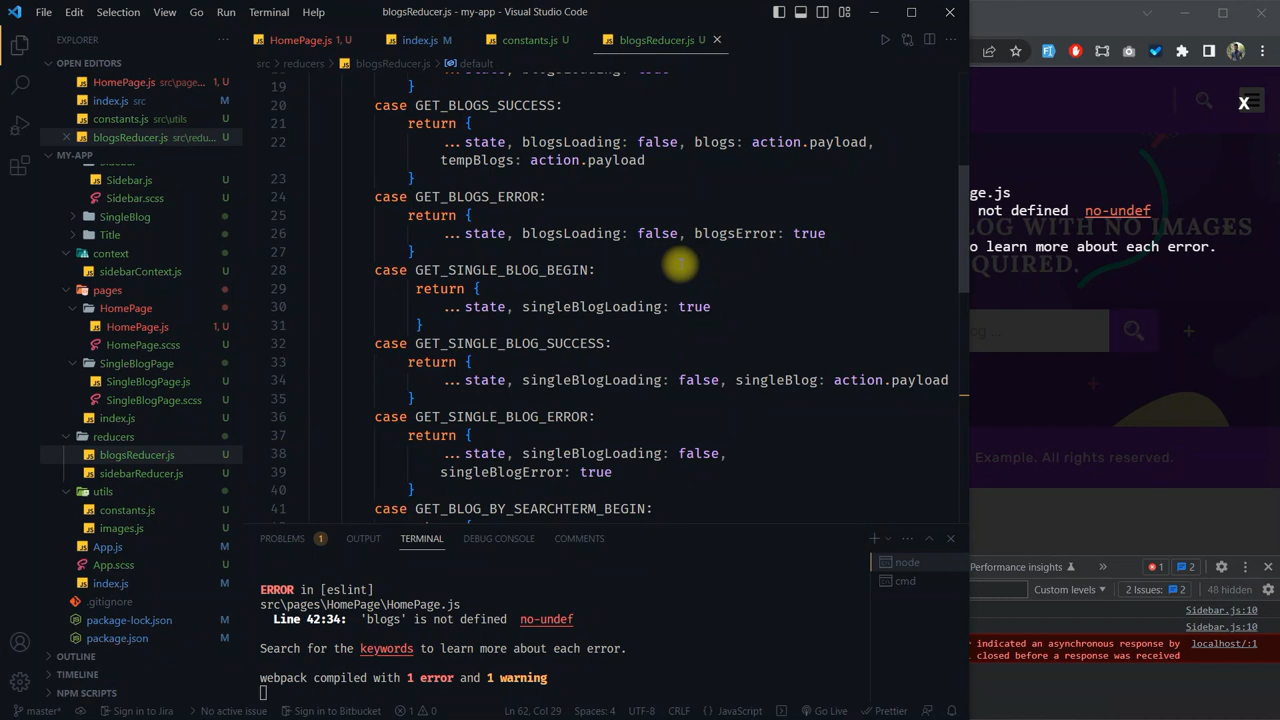 File Edit Selection View Go Run Terminal Help blogsReducer.js - my-app - Visual Studio Code
EXPLORER
HomePage.js 1, U index.js M constants.js U blogsReducer.js U
OPEN EDITORS
HomePage.js src\page... 1, U
index.js src M
constants.js src\utils U
blogsReducer.js src\redu... U
MY-APP
Sidebar.js U
Sidebar.scss U
SingleBlog
Title
context
sidebarContext.js U
pages
HomePage
HomePage.js 1, U
HomePage.scss U
SingleBlogPage
SingleBlogPage.js U
SingleBlogPage.scss U
index.js U
reducers
blogsReducer.js U
sidebarReducer.js U
utils
constants.js U
images.js U
App.js M
App.scss U
index.js M
.gitignore
package-lock.json M
package.json M
OUTLINE
TIMELINE
NPM SCRIPTS
src > reducers > blogsReducer.js > default
19 }
20 case GET_BLOGS_SUCCESS:
21 return {
22 ...state, blogsLoading: false, blogs: action.payload,
tempBlogs: action.payload
23 }
24 case GET_BLOGS_ERROR:
25 return {
26 ...state, blogsLoading: false, blogsError: true
27 }
28 case GET_SINGLE_BLOG_BEGIN:
29 return {
30 ...state, singleBlogLoading: true
31 }
32 case GET_SINGLE_BLOG_SUCCESS:
33 return {
34 ...state, singleBlogLoading: false, singleBlog: action.payload
35 }
36 case GET_SINGLE_BLOG_ERROR:
37 return {
38 ...state, singleBlogLoading: false,
39 singleBlogError: true
40 }
41 case GET_BLOG_BY_SEARCHTERM_BEGIN:
PROBLEMS 1 OUTPUT TERMINAL DEBUG CONSOLE COMMENTS
node
cmd
ERROR in [eslint]
src\pages\HomePage\HomePage.js
Line 42:34: 'blogs' is not defined no-undef
Search for the keywords to learn more about each error.
webpack compiled with 1 error and 1 warning
master* Sign in to Jira No active issue Sign in to Bitbucket 1 0 Ln 62, Col 29 Spaces: 4 UTF-8 CRLF JavaScript Go Live Prettier
X
ge.js
not defined no-undef
LOG WITH NO IMAGES
o to learn more about each error.
QUIRED.
log ...
Example. All rights reserved.
Performance insights 1 2
Custom levels 2 Issues: 2 48 hidden
Sidebar.js:10
Sidebar.js:10
r indicated an asynchronous response by localhost/:1
closed before a response was received